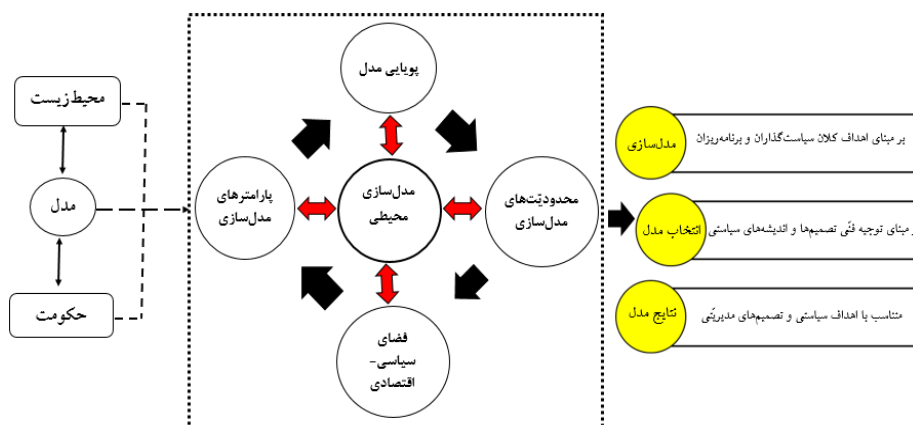 محیط‌زیست
مدل
حکومت
پویایی مدل
پارامترهای
مدل‌سازی
مدل‌سازی
محیطی
محدودیّت‌های
مدل‌سازی
فضای
سیاسی-
اقتصادی
مدل‌سازی
بر مبنای اهداف کلان سیاست‌گذاران و برنامه‌ریزان
انتخاب مدل
مبنای توجیه فنّی تصمیم‌ها و اندیشه‌های سیاسی
نتایج مدل
متناسب با اهداف سیاسی و تصمیم‌های مدیریّتی